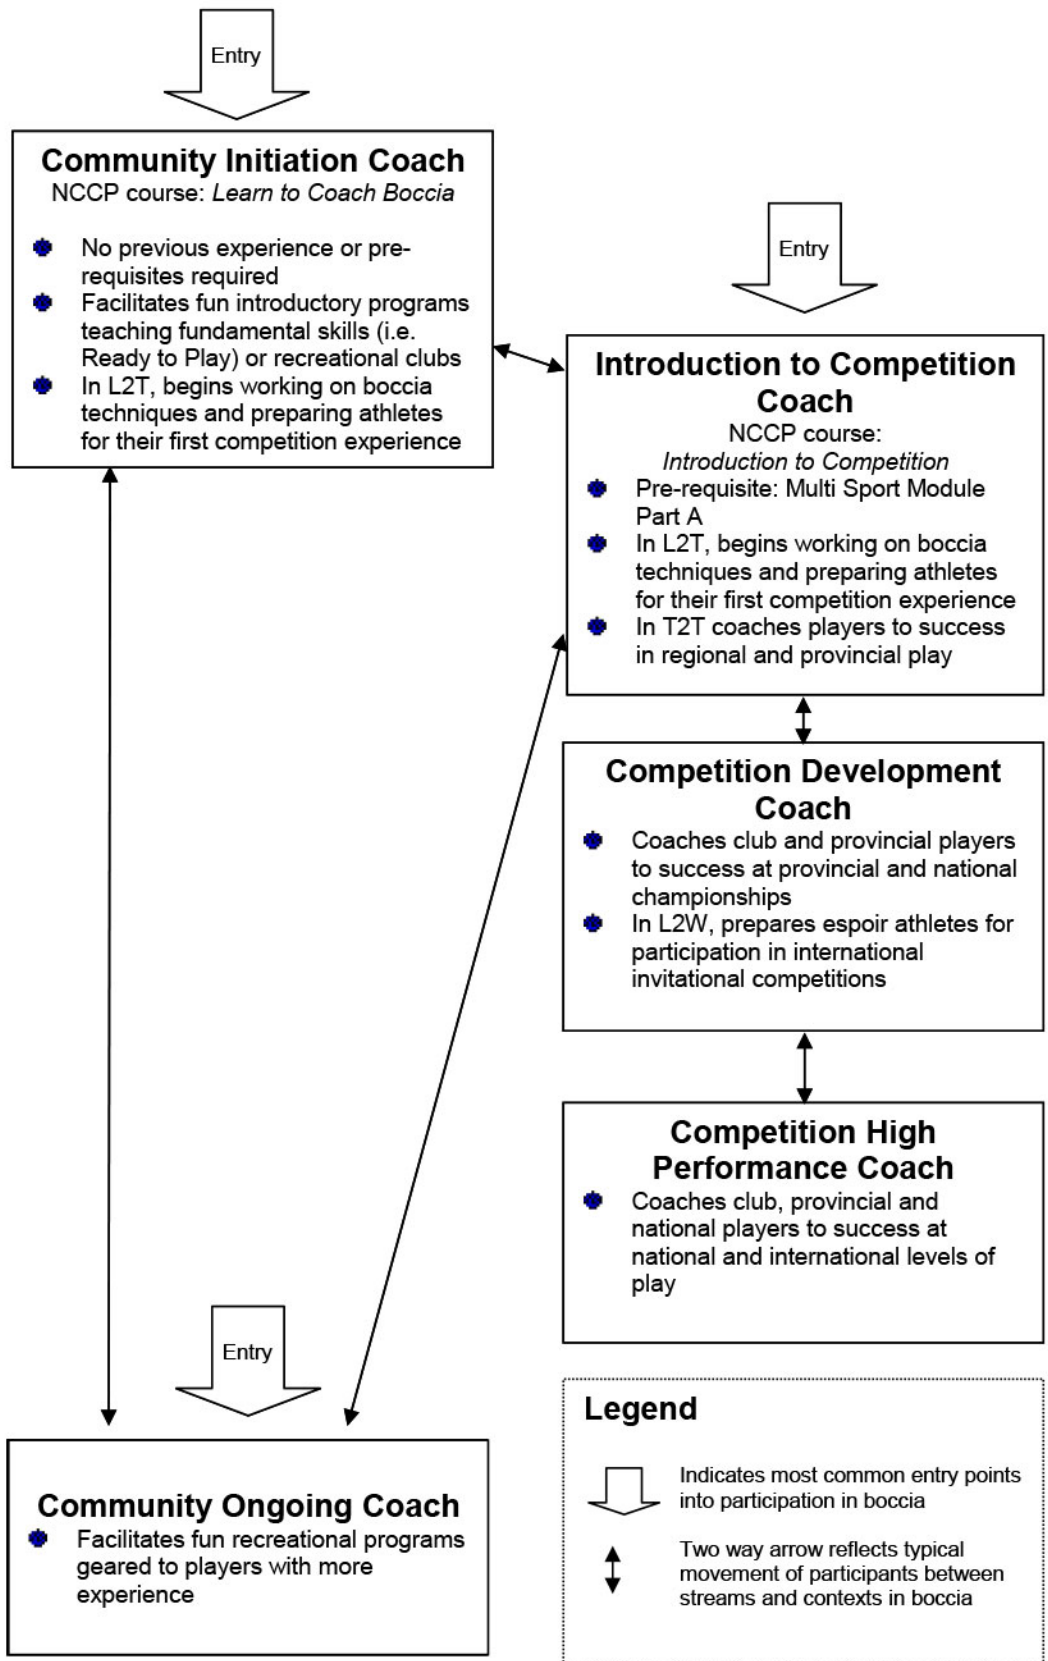 Entry
Community Initiation Coach
NCCP course: Learn to Coach Boccia
No previous experience or pre-
requisites required
Facilitates fun introductory programs
teaching fundamental skills (i.e.
Ready to Play) or recreational clubs
In L2T, begins working on boccia
techniques and preparing athletes
for their first competition experience
Entry
Introduction to Competition
Coach
NCCP course:
Introduction to Competition
Pre-requisite: Multi Sport Module
Part A
In L2T, begins working on boccia
techniques and preparing athletes
for their first competition experience
In T2T coaches players to success
in regional and provincial play
Competition Development
Coach
Coaches club and provincial players
to success at provincial and national
championships
In L2W, prepares espoir athletes for
participation in international
invitational competitions
Competition High
Performance Coach
Coaches club, provincial and
national players to success at
national and international levels of
play
Entry
Community Ongoing Coach
Facilitates fun recreational programs
geared to players with more
experience
Legend
Indicates most common entry points
into participation in boccia
Two way arrow reflects typical
movement of participants between
streams and contexts in boccia